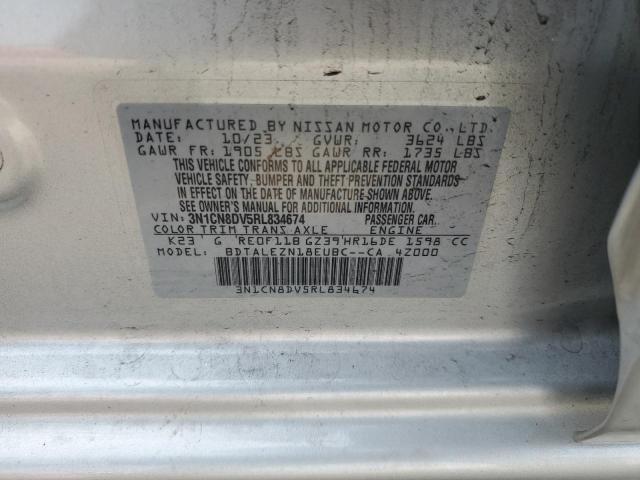 MANUFACTURED BY NISSAN MOTOR CO., LTD.
DATE: 10/23 GVWR: 3624 LBS
GAWR FR: 1905 LBS GAWR RR: 1735 LBS
THIS VEHICLE CONFORMS TO ALL APPLICABLE FEDERAL MOTOR
VEHICLE SAFETY, BUMPER AND THEFT PREVENTION STANDARDS
IN EFFECT ON THE DATE OF MANUFACTURE SHOWN ABOVE.
SEE OWNER'S MANUAL FOR ADDITIONAL INFORMATION.
VIN: 3N1CN8DV5RL834674 PASSENGER CAR
COLOR TRIM TRANS AXLE ENGINE
K23 G RE0F11B GZ39 HR16DE 1598 CC
BDTALEZN18EUBC--CA 4Z000
3N1CN8DV5RL834674